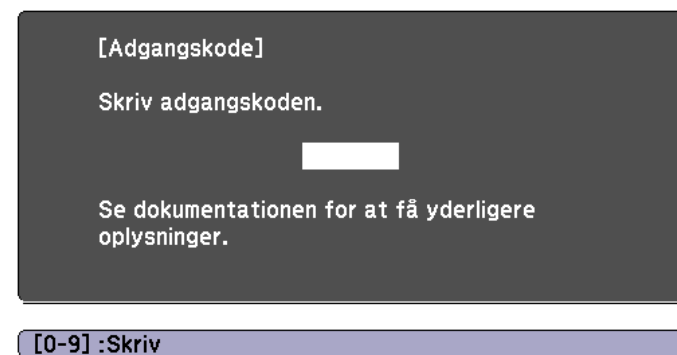 [Adgangskode]
Skriv adgangskoden.
Se dokumentationen for at få yderligere
oplysninger.
[0-9] :Skriv